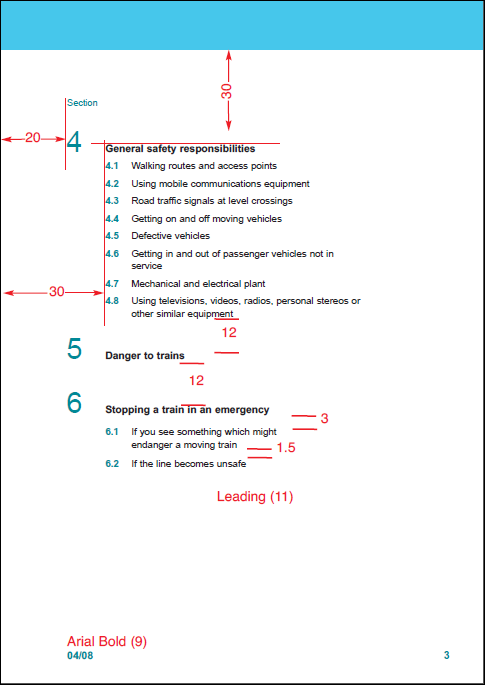 30
Section
20
4
General safety responsibilities
4.1 Walking routes and access points
4.2 Using mobile communications equipment
4.3 Road traffic signals at level crossings
4.4 Getting on and off moving vehicles
4.5 Defective vehicles
4.6 Getting in and out of passenger vehicles not in
service
4.7 Mechanical and electrical plant
30
4.8 Using televisions, videos, radios, personal stereos or
other similar equipment
12
5 Danger to trains
12
6 Stopping a train in an emergency
3
6.1 If you see something which might
endanger a moving train
1.5
6.2 If the line becomes unsafe
Leading (11)
Arial Bold (9)
04/08
3